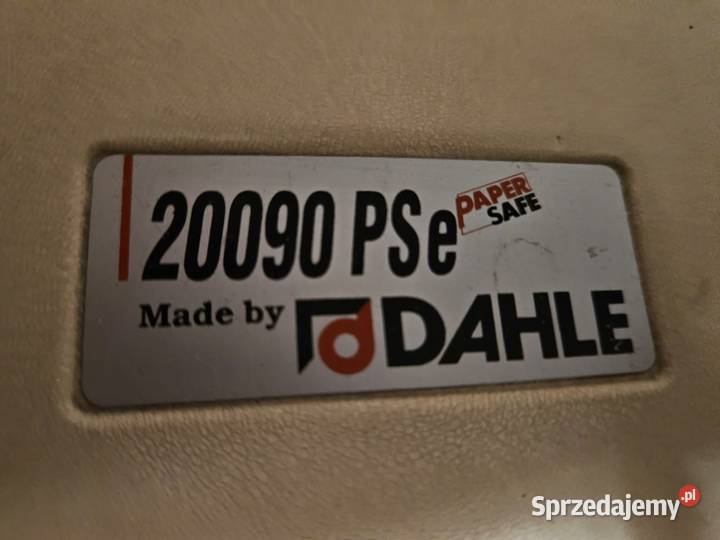 20090 PSe
PAPER
SAFE
Made by DAHLE
Sprzedajemy.pl